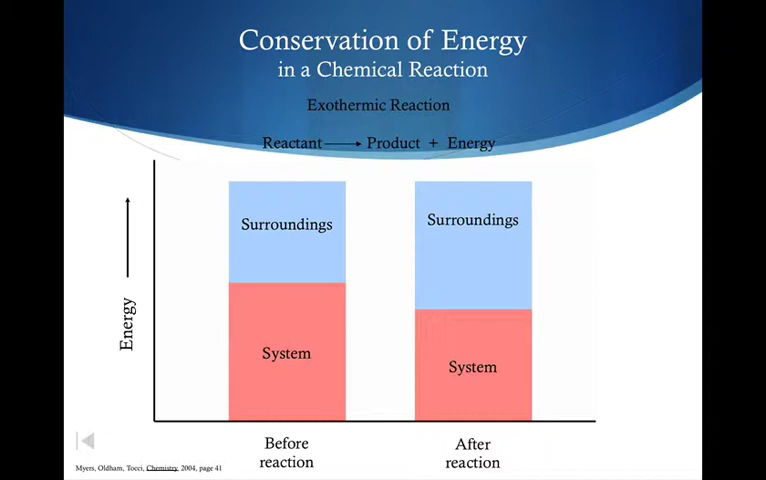 Conservation of Energy
in a Chemical Reaction
Exothermic Reaction
Reactant → Product + Energy
Surroundings
Surroundings
Energy
System
System
Before
reaction
After
reaction
Myers, Oldham, Tocci, Chemistry, 2004, page 41